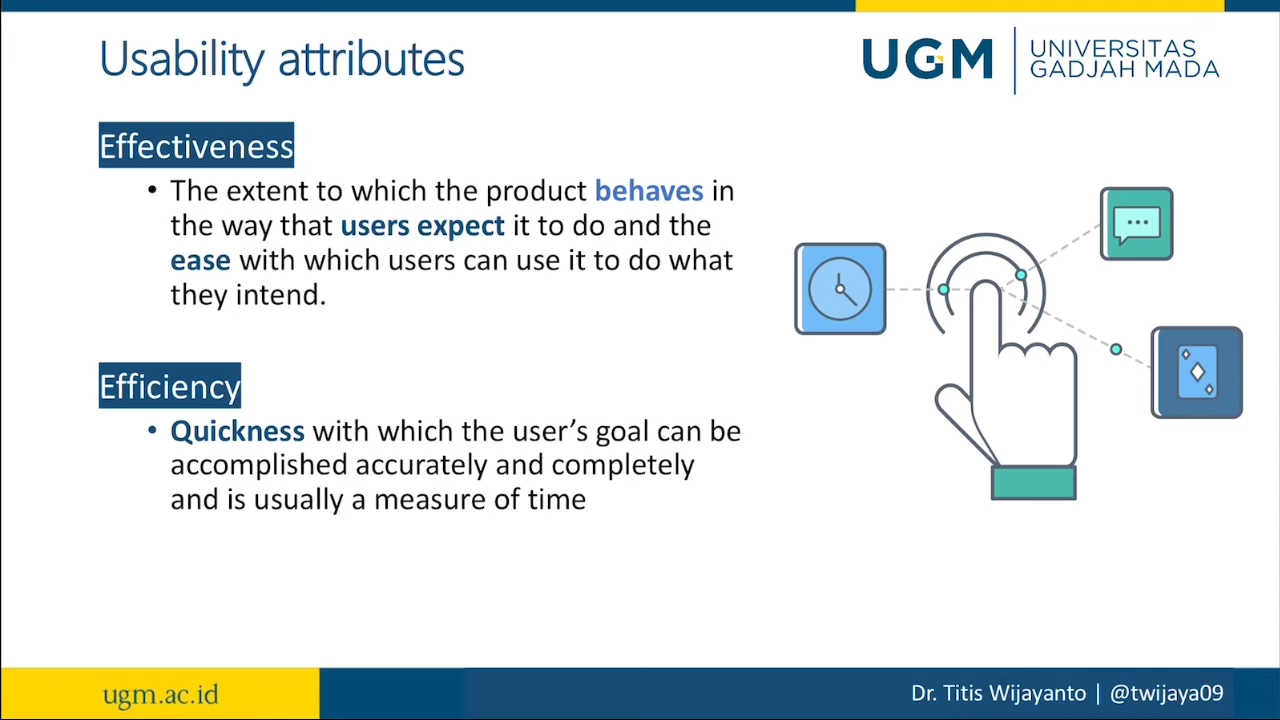 Usability attributes
UGM
UNIVERSITAS
GADJAH MADA
Effectiveness
• The extent to which the product behaves in
the way that users expect it to do and the
ease with which users can use it to do what
they intend.
Efficiency
• Quickness with which the user’s goal can be
accomplished accurately and completely
and is usually a measure of time
ugm.ac.id
Dr. Titis Wijayanto | @twijaya09